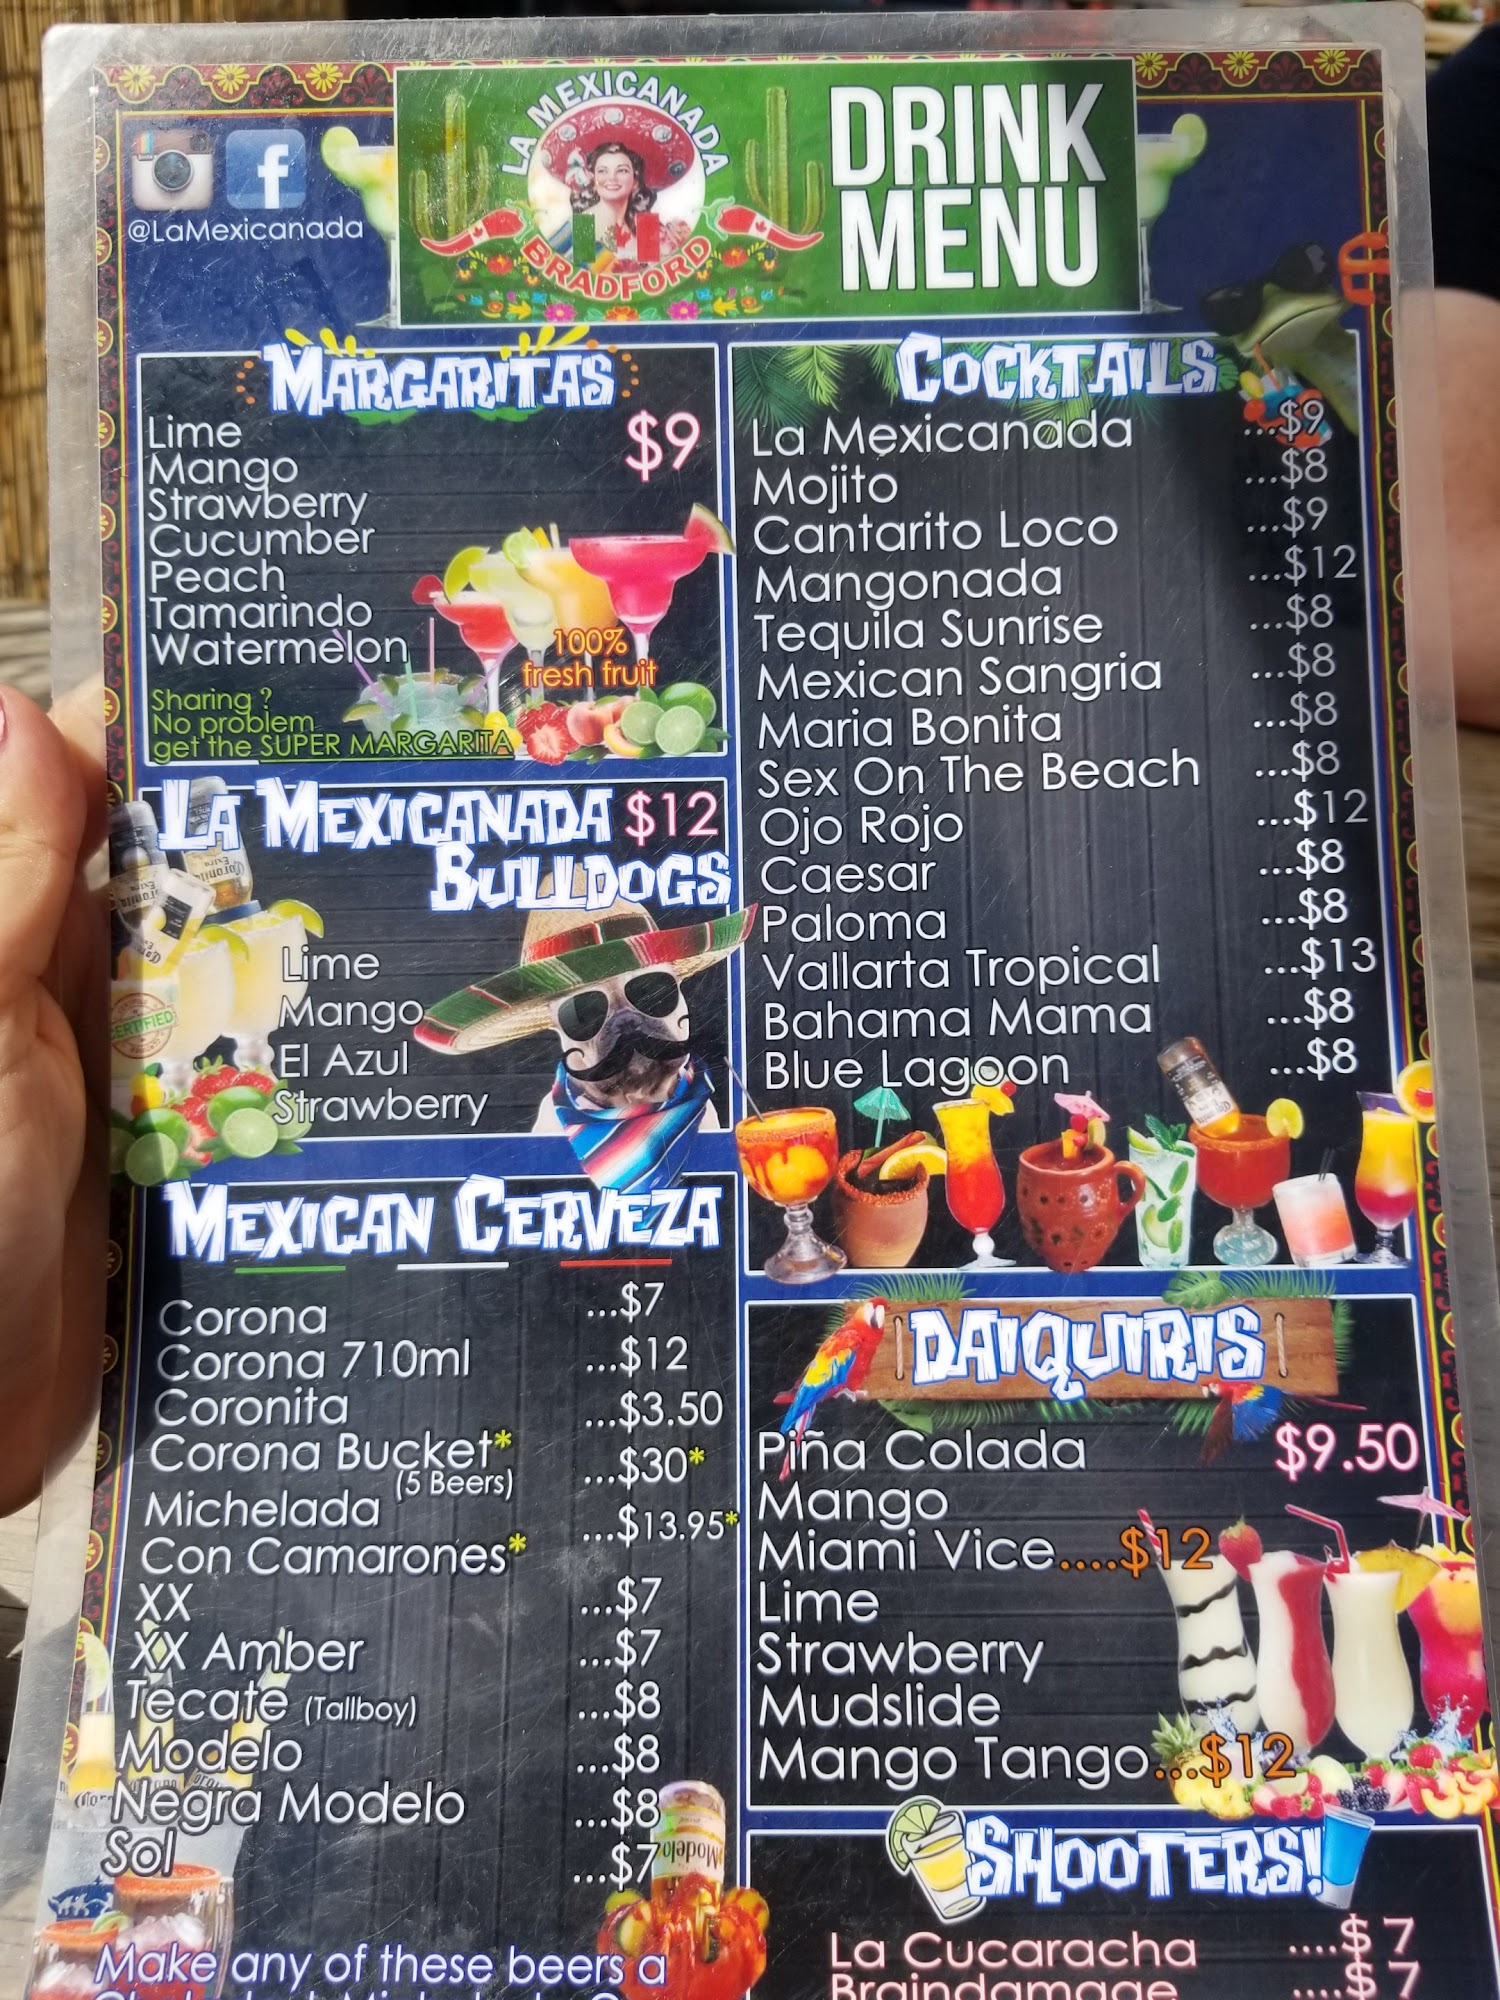 LA MEXICANADA
BRADFORD
DRINK
MENU
@LaMexicanada
MARGARITAS
Lime $9
Mango
Strawberry
Cucumber
Peach
Tamarindo
Watermelon
100%
fresh fruit
Sharing ?
No problem
get the SUPER MARGARITA
LA MEXICANADA $12
BULLDOGS
Lime
Mango
El Azul
Strawberry
CERTIFIED
MEXICAN CERVEZA
Corona ...$7
Corona 710ml ...$12
Coronita ...$3.50
Corona Bucket* ...$30*
(5 Beers)
Michelada ...$13.95*
Con Camarones*
XX ...$7
XX Amber ...$7
Tecate (Tallboy) ...$8
Modelo ...$8
Negra Modelo ...$8
Sol ...$7
Modelo
Make any of these beers a
COCKTAILS
La Mexicanada ...$9
Mojito ...$8
Cantarito Loco ...$9
Mangonada ...$12
Tequila Sunrise ...$8
Mexican Sangria ...$8
Maria Bonita ...$8
Sex On The Beach ...$8
Ojo Rojo ...$12
Caesar ...$8
Paloma ...$8
Vallarta Tropical ...$13
Bahama Mama ...$8
Blue Lagoon ...$8
DAIQUIRIS
Piña Colada $9.50
Mango
Miami Vice....$12
Lime
Strawberry
Mudslide
Mango Tango...$12
SHOOTERS!
La Cucaracha ....$ 7
Braindamage ....$ 7